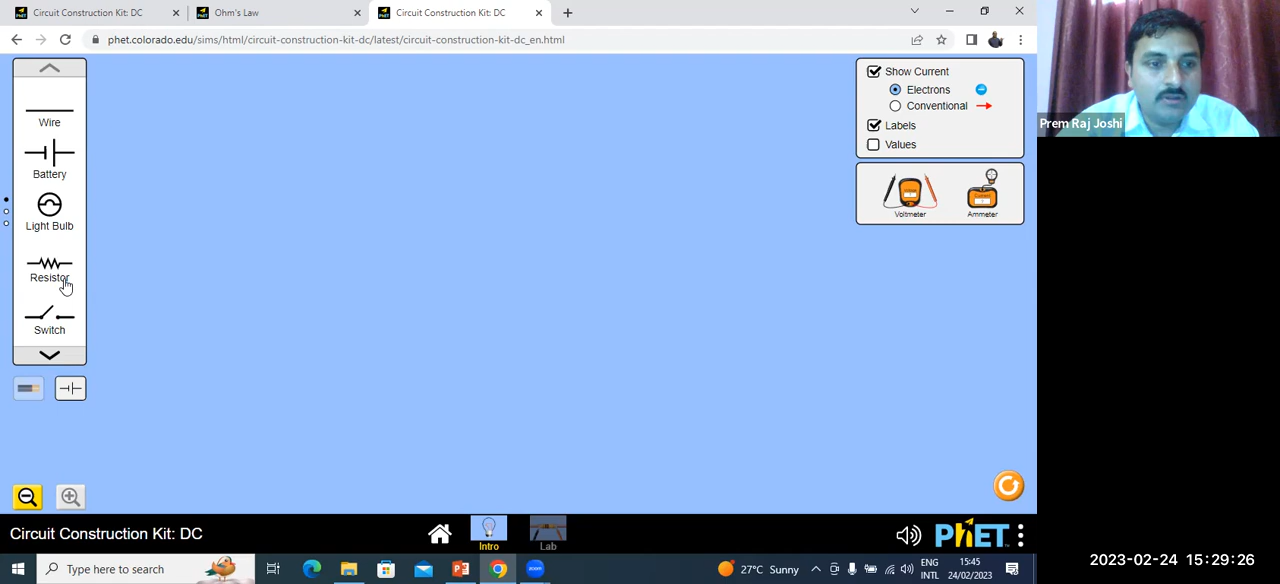 Circuit Construction Kit: DC
Ohm's Law
Circuit Construction Kit: DC
phet.colorado.edu/sims/html/circuit-construction-kit-dc/latest/circuit-construction-kit-dc_en.html
Wire
Battery
Light Bulb
Resistor
Switch
Show Current
Electrons
Conventional
Labels
Values
Voltmeter
Ammeter
Prem Raj Joshi
Circuit Construction Kit: DC
Intro
Lab
PhET
Type here to search
27°C Sunny
ENG
INTL
15:45
24/02/2023
2023-02-24 15:29:26